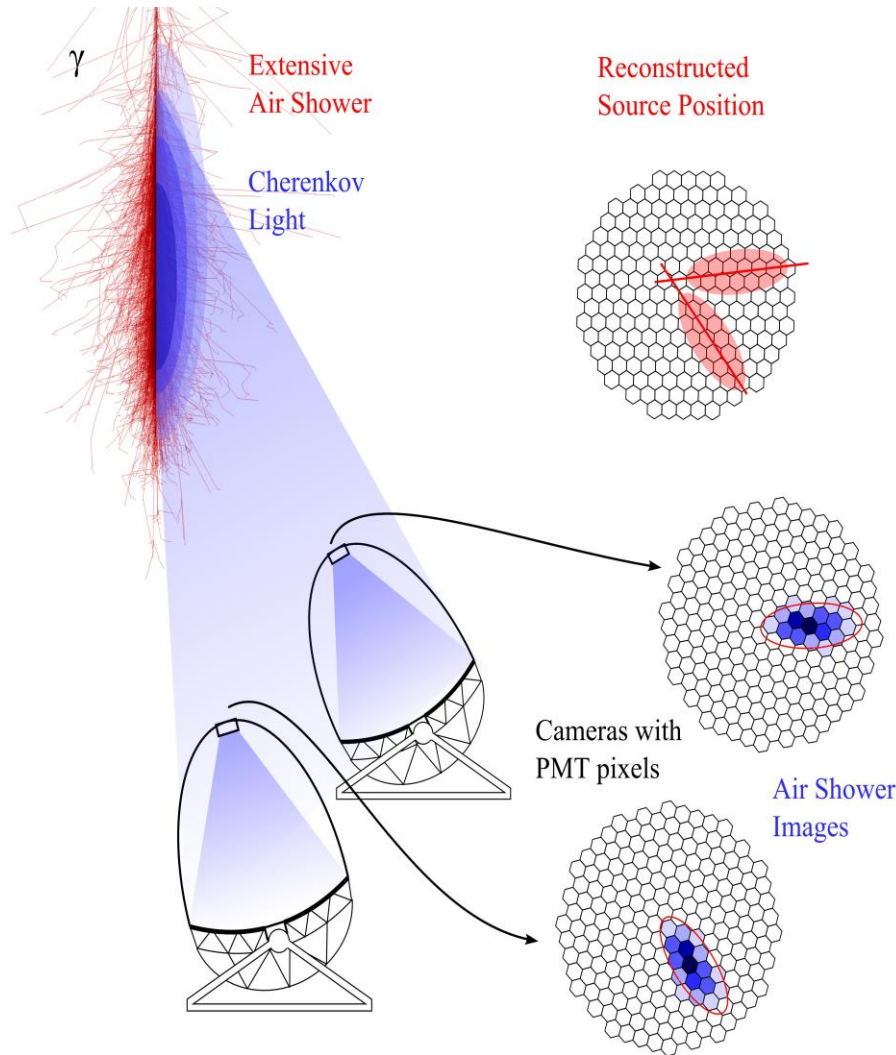 γ
Extensive
Air Shower
Reconstructed
Source Position
Cherenkov
Light
Cameras with
PMT pixels
Air Shower
Images